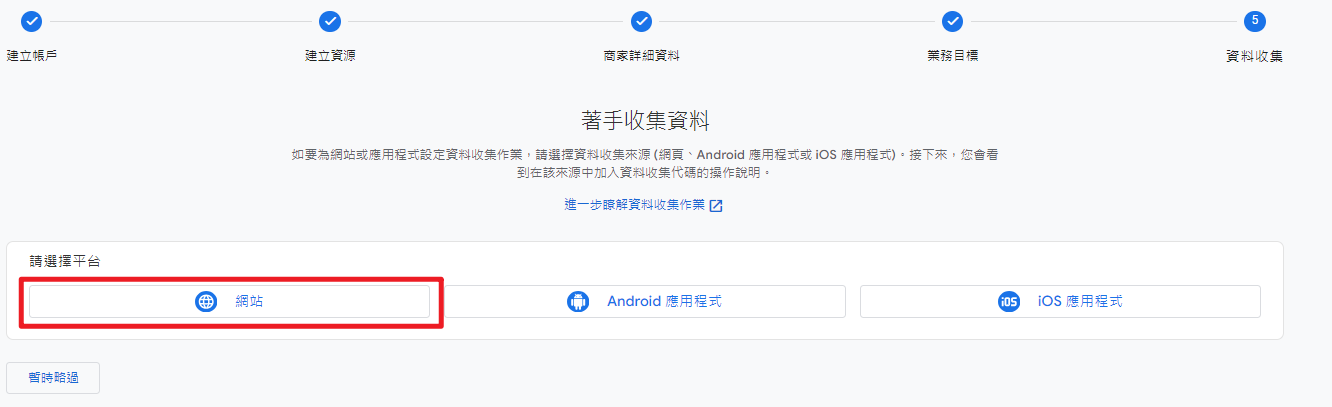 5
建立帳戶
建立資源
商家詳細資料
業務目標
資料收集
著手收集資料
如要為網站或應用程式設定資料收集作業，請選擇資料收集來源 (網頁、Android 應用程式或 iOS 應用程式)。接下來，您會看
到在該來源中加入資料收集代碼的操作說明。
進一步瞭解資料收集作業
請選擇平台
網站
Android 應用程式
iOS iOS 應用程式
暫時略過